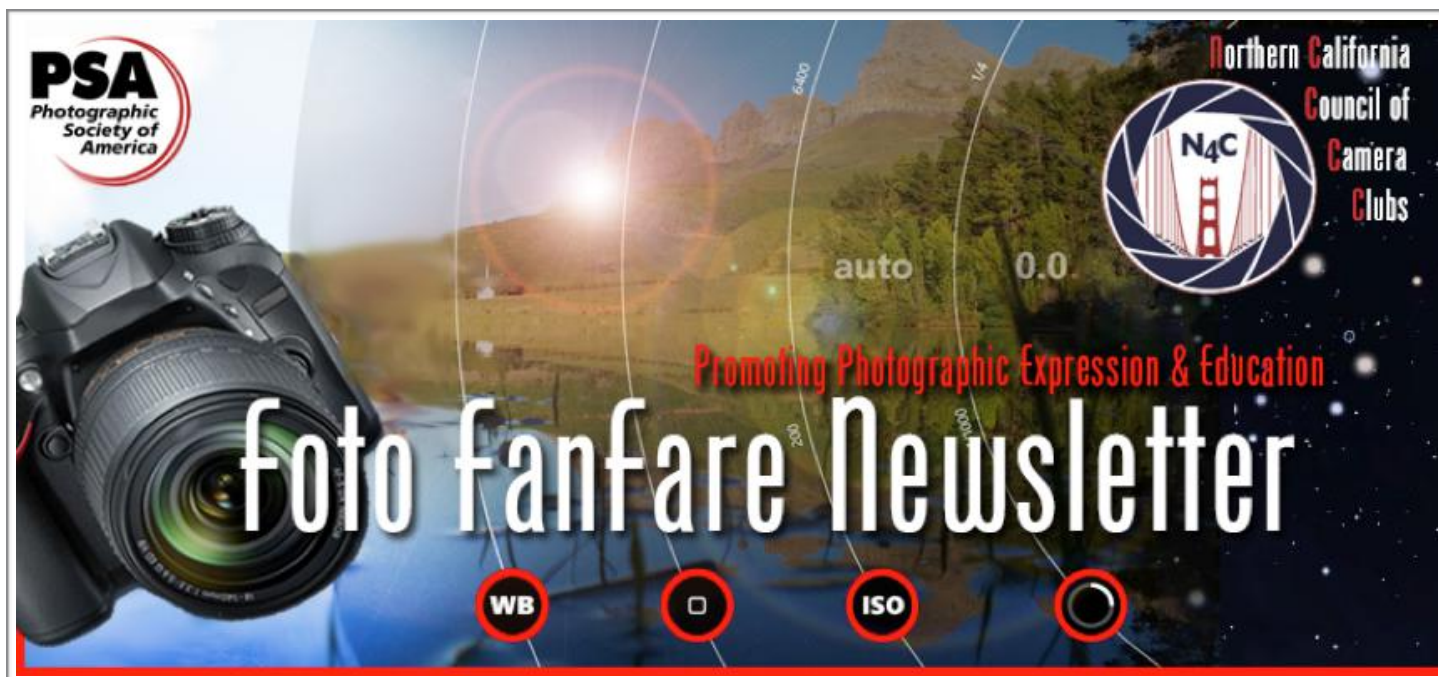 PSA
Photographic
Society of
America
Northern California
Council of
Camera
Clubs
N4C
6400
1/4
auto
0.0
Promoting Photographic Expression & Education
200
Foto Fanfare Newsletter
WB
ISO